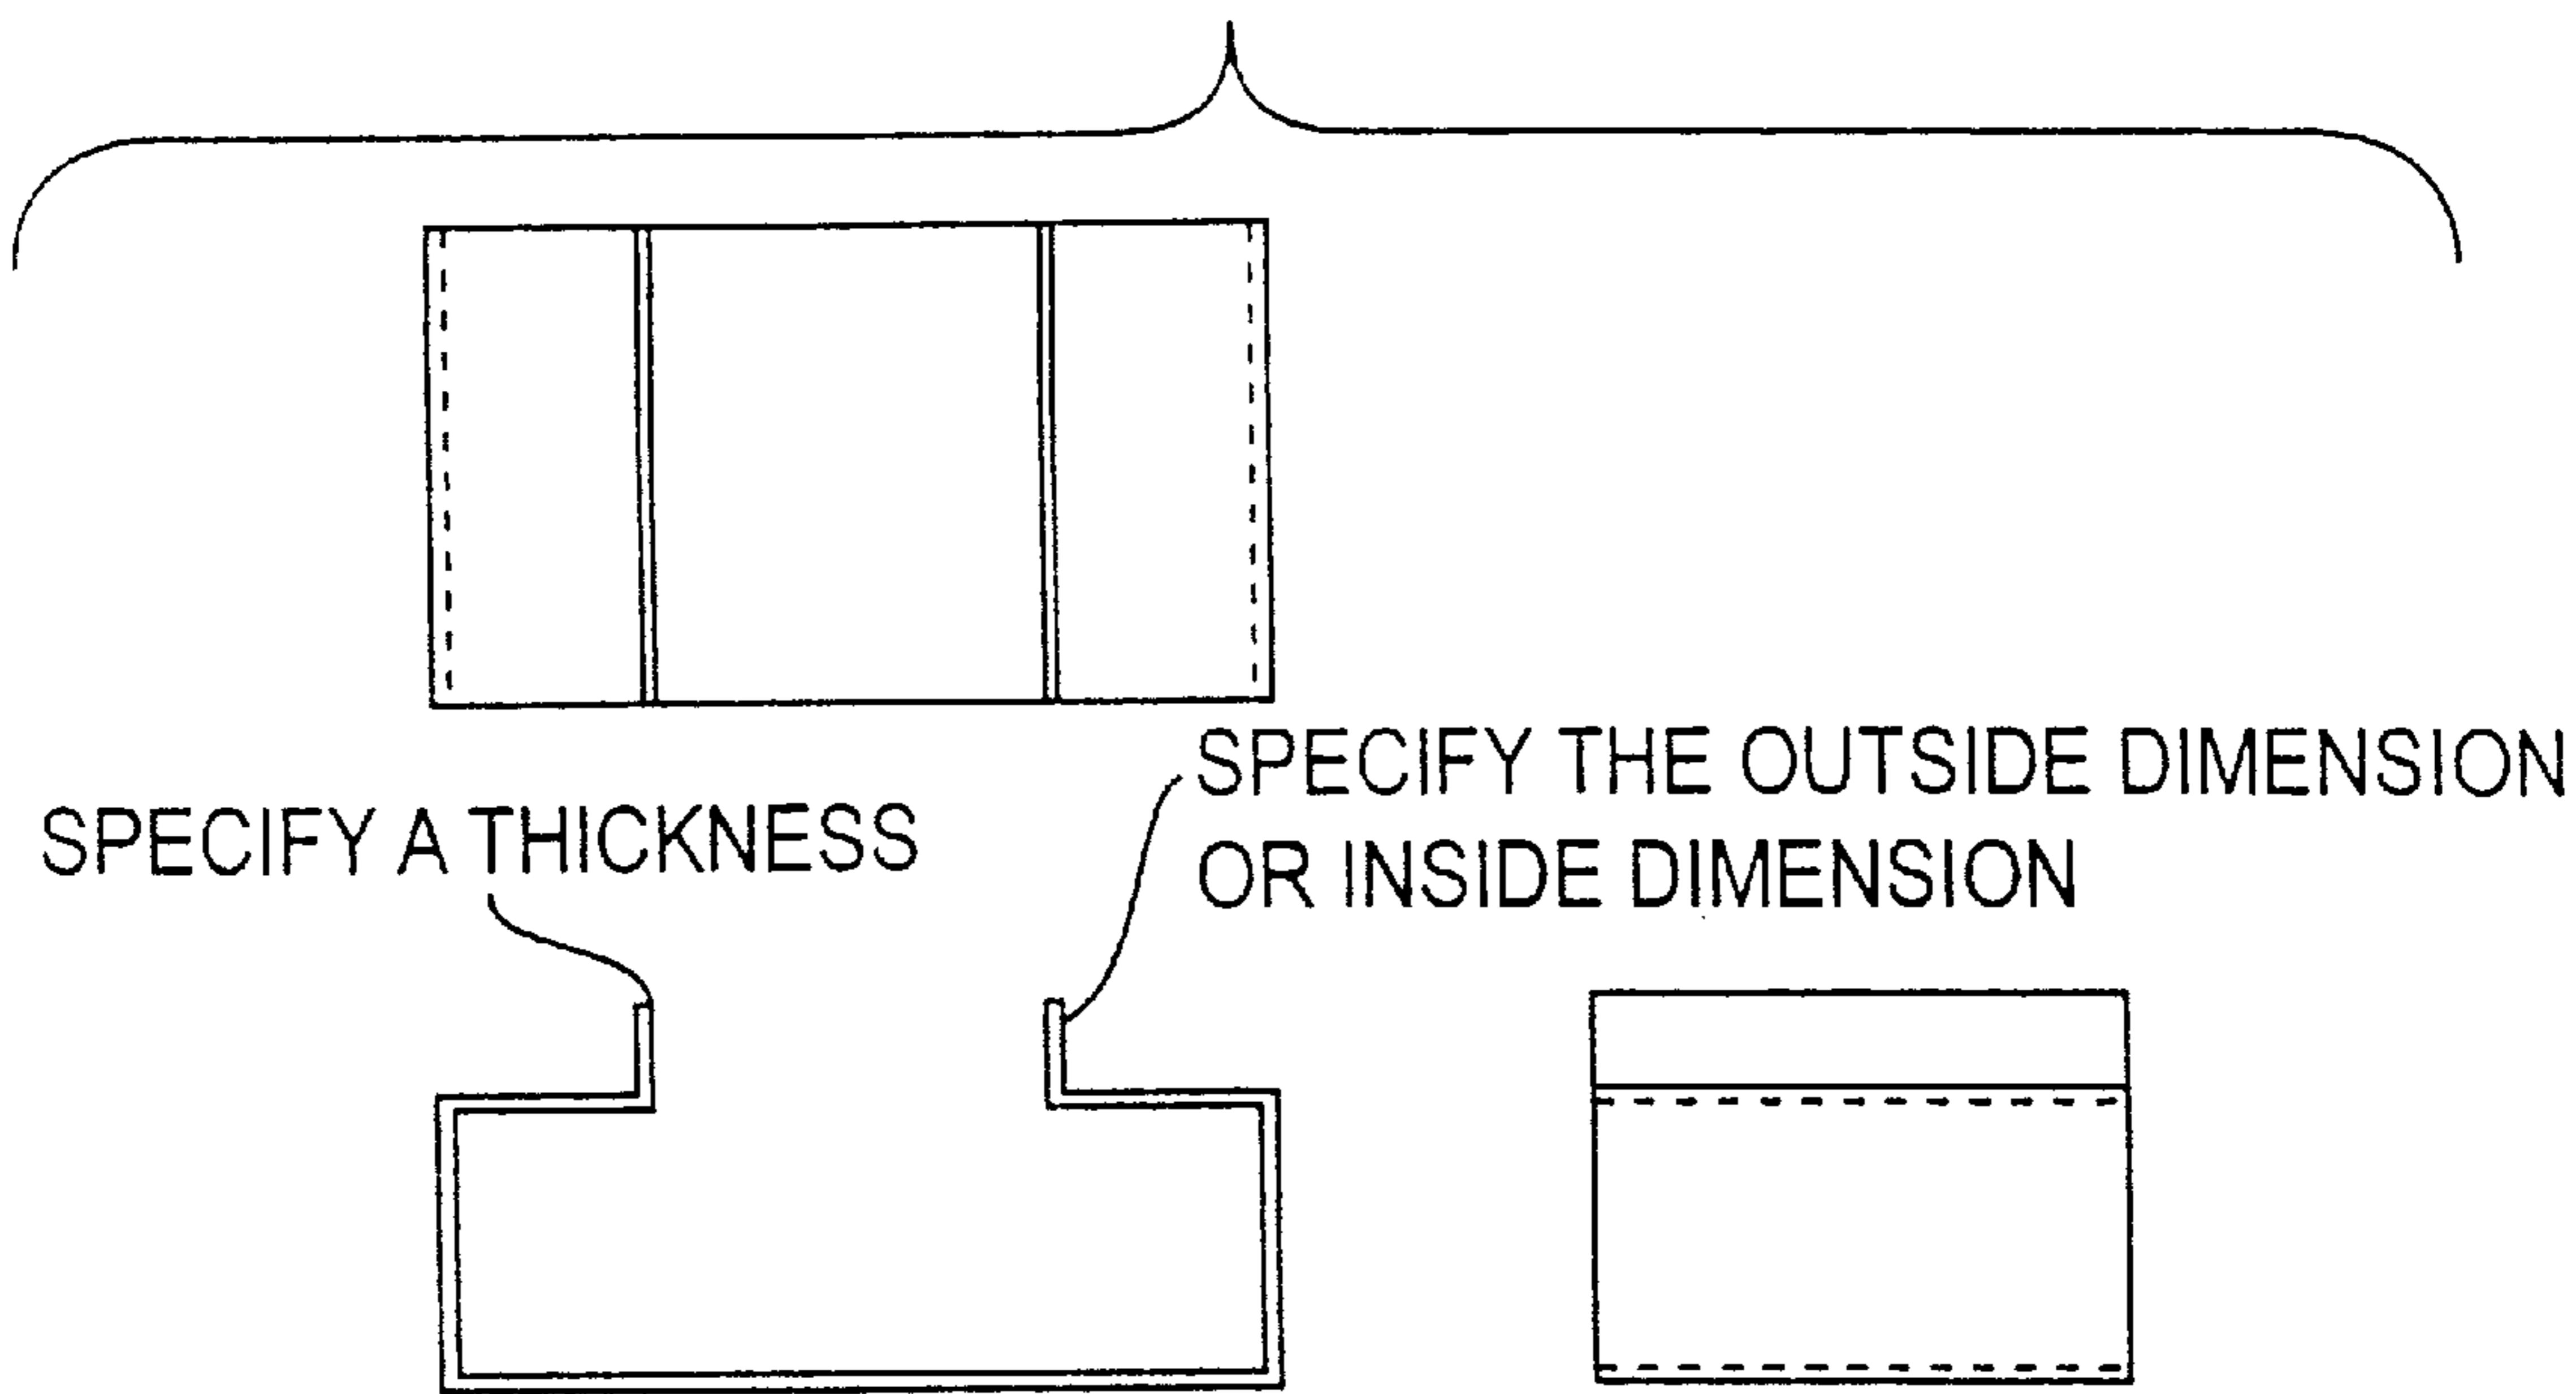 SPECIFY THE OUTSIDE DIMENSION
OR INSIDE DIMENSION
SPECIFY A THICKNESS